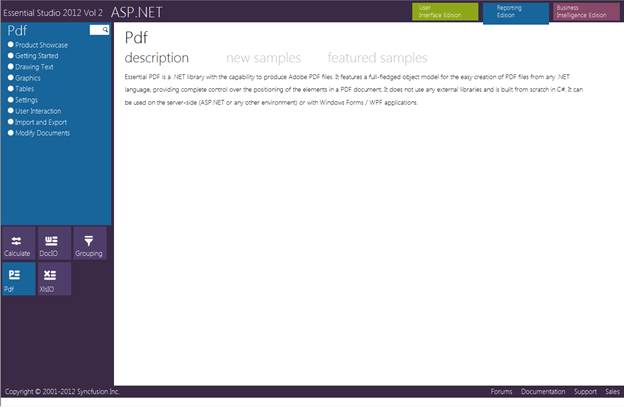 Essential Studio 2012 Vol 2 ASP.NET
User
Interface Edition
Reporting
Edition
Business
Intelligence Edition
Pdf
Product Showcase
Getting Started
Drawing Text
Graphics
Tables
Settings
User Interaction
Import and Export
Modify Documents
Calculate
DocIO
Grouping
Pdf
XlsIO
Pdf
description new samples featured samples
Essential PDF is a .NET library with the capability to produce Adobe PDF files. It features a full-fledged object model for the easy creation of PDF files from any .NET
language, providing complete control over the positioning of the elements in a PDF document. It does not use any external libraries and is built from scratch in C#. It can
be used on the server-side (ASP.NET or any other environment) or with Windows Forms / WPF applications.
Copyright © 2001-2012 Syncfusion Inc.
Forums Documentation Support Sales